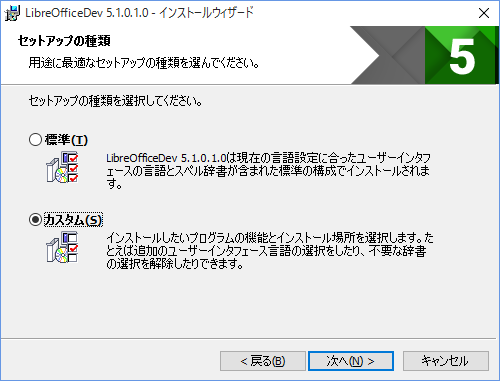 LibreOfficeDev 5.1.0.1.0 - インストールウィザード
セットアップの種類
用途に最適なセットアップの種類を選んでください。
5
セットアップの種類を選択してください。
標準(T)
LibreOfficeDev 5.1.0.1.0は現在の言語設定に合ったユーザーインタフ
ェースの言語とスペル辞書が含まれた標準の構成でインストールされま
す。
カスタム(S)
インストールしたいプログラムの機能とインストール場所を選択します。た
とえば追加のユーザーインタフェース言語の選択をしたり、不要な辞書
の選択を解除したりできます。
< 戻る(B)
次へ(N) >
キャンセル